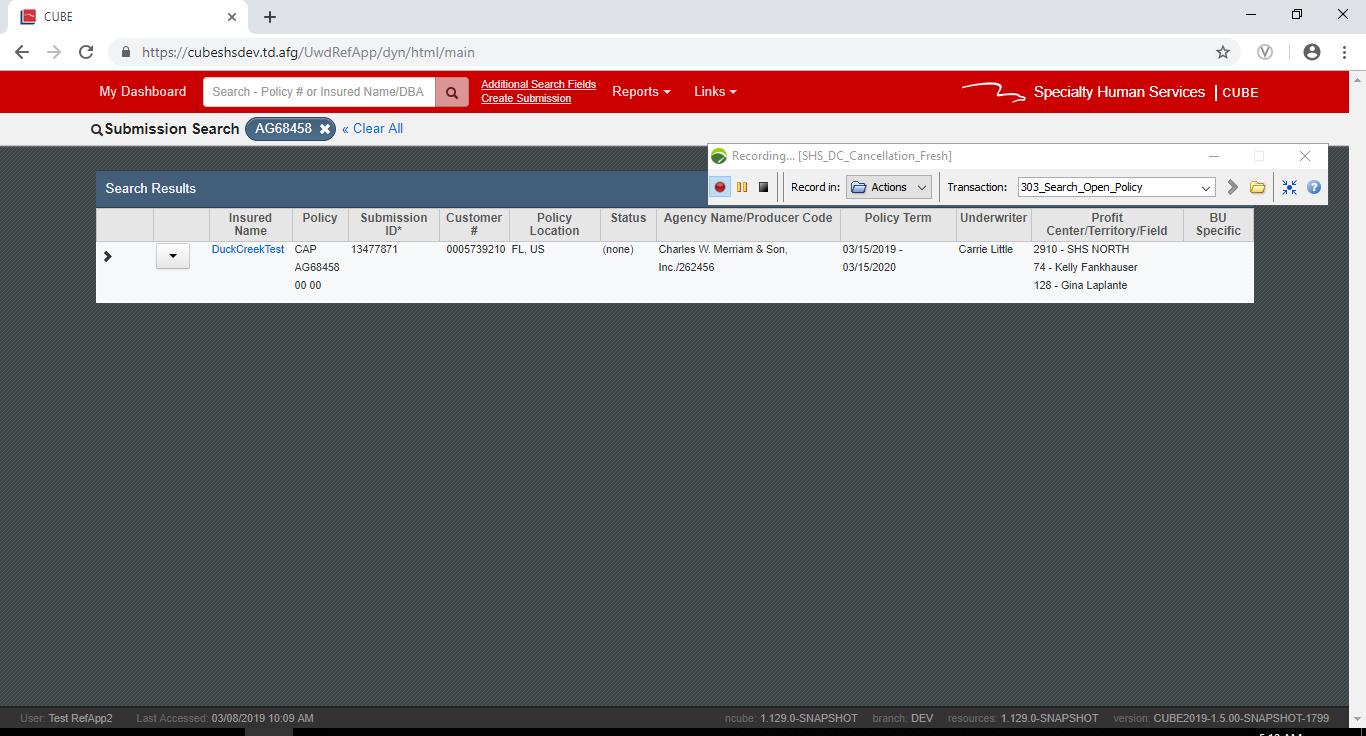 CUBE
https://cubeshsdev.td.afg/UwdRefApp/dyn/html/main
My Dashboard
Search - Policy # or Insured Name/DBA
Additional Search Fields
Create Submission
Reports
Links
Specialty Human Services | CUBE
Submission Search
AG68458
« Clear All
Recording... [SHS_DC_Cancellation_Fresh]
Record in:
Actions
Transaction:
303_Search_Open_Policy
Search Results
Insured Name
Policy
Submission ID*
Customer #
Policy Location
Status
Agency Name/Producer Code
Policy Term
Underwriter
Profit Center/Territory/Field
BU Specific
DuckCreekTest
CAP
AG68458
00 00
13477871
0005739210
FL, US
(none)
Charles W. Merriam & Son,
Inc./262456
03/15/2019 -
03/15/2020
Carrie Little
2910 - SHS NORTH
74 - Kelly Fankhauser
128 - Gina Laplante
User: Test RefApp2
Last Accessed: 03/08/2019 10:09 AM
ncube: 1.129.0-SNAPSHOT
branch: DEV
resources: 1.129.0-SNAPSHOT
version: CUBE2019-1.5.00-SNAPSHOT-1799